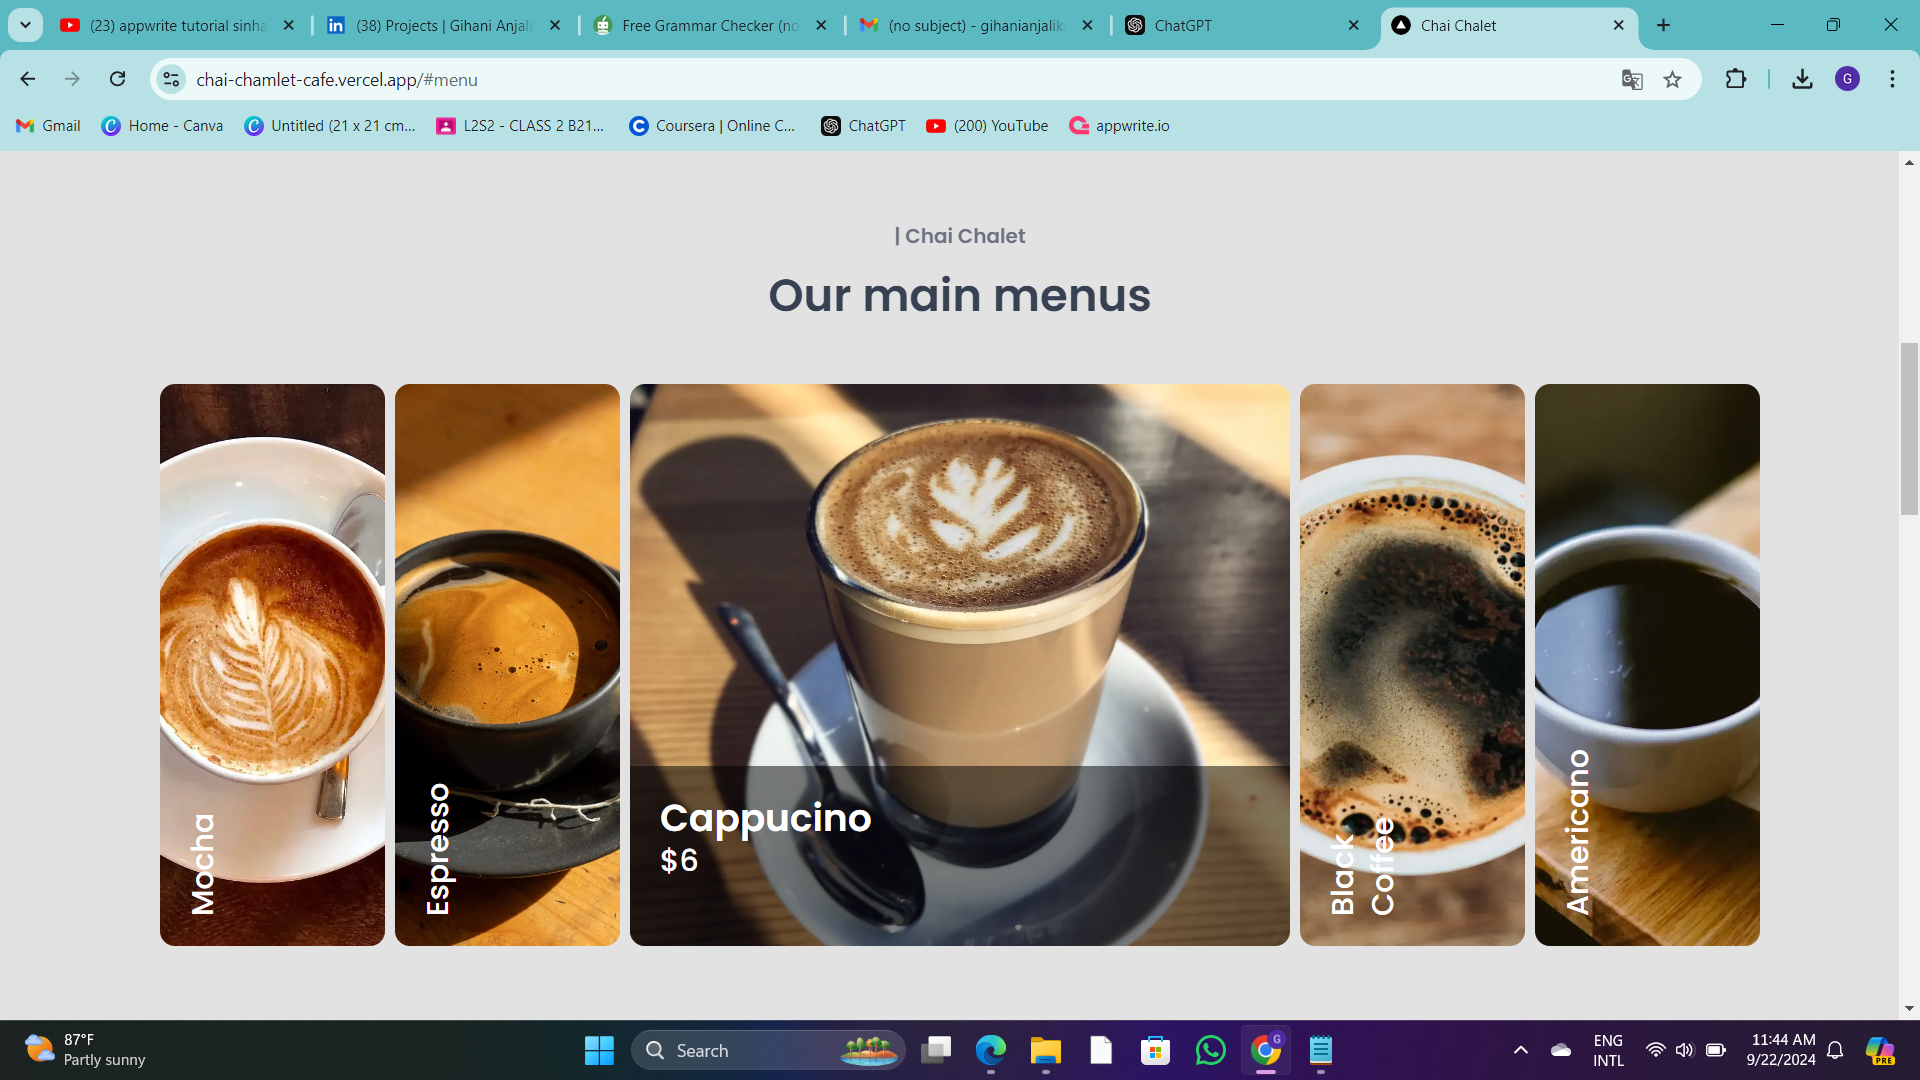 (23) appwrite tutorial sinha
(38) Projects | Gihani Anjali
Free Grammar Checker (no
(no subject) - gihanianjalik
ChatGPT
Chai Chalet
chai-chamlet-cafe.vercel.app/#menu
G
Gmail
Home - Canva
Untitled (21 x 21 cm...
L2S2 - CLASS 2 B21...
Coursera | Online C...
ChatGPT
(200) YouTube
appwrite.io
| Chai Chalet
Our main menus
Mocha
Espresso
Cappucino
$6
Black
Coffee
Americano
87°F
Partly sunny
Search
G
ENG
INTL
11:44 AM
9/22/2024
PRE